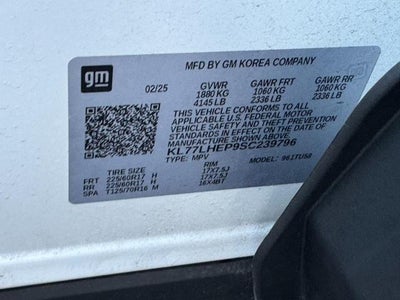 gm
MFD BY GM KOREA COMPANY
02/25 GVWR GAWR FRT GAWR RR
1880 KG 1060 KG 1060 KG
4145 LB 2336 LB 2336 LB
THIS VEHICLE CONFORMS TO ALL
APPLICABLE U.S. FEDERAL MOTOR
VEHICLE SAFETY AND THEFT
PREVENTION STANDARDS IN EFFECT
ON THE DATE OF MANUFACTURE
SHOWN ABOVE.
KL77LHEP9SC239796
TYPE: MPV MODEL: 961TU58
TIRE SIZE RIM
FRT 225/60R17 H 17X7.5J
RR 225/60R17 H 17X7.5J
SPA T125/70R16 M 16X4BT